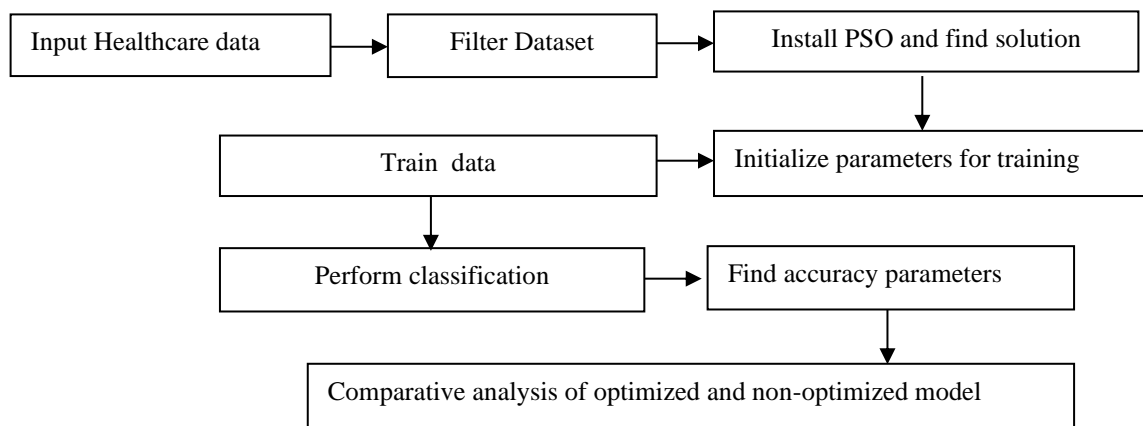 Input Healthcare data
Filter Dataset
Install PSO and find solution
Train data
Initialize parameters for training
Perform classification
Find accuracy parameters
Comparative analysis of optimized and non-optimized model